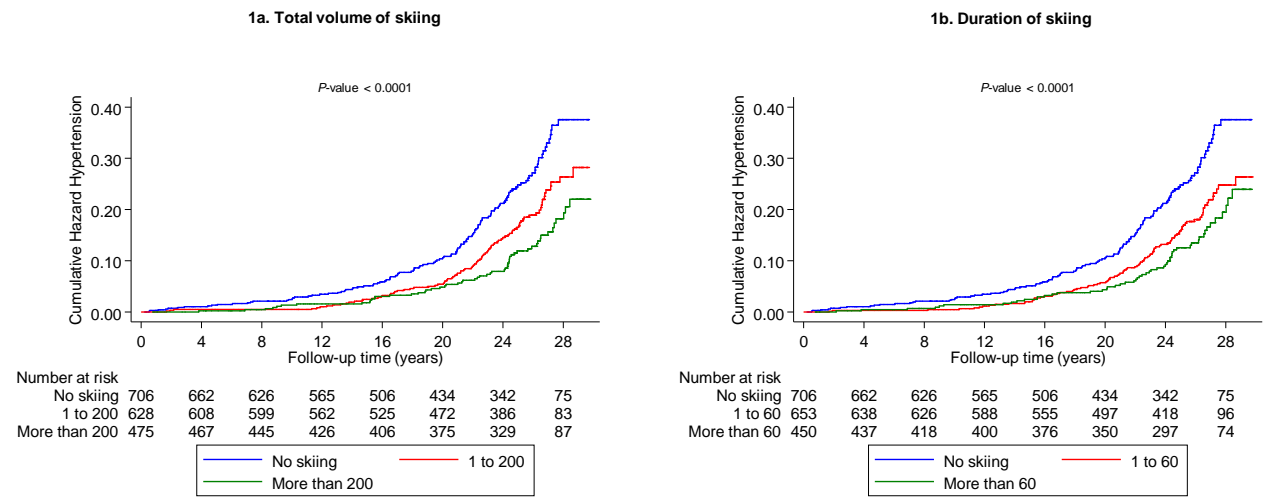 1a. Total volume of skiing
P-value < 0.0001
Cumulative Hazard Hypertension
0.40
0.30
0.20
0.10
0.00
0 4 8 12 16 20 24 28
Follow-up time (years)
Number at risk
No skiing 706 662 626 565 506 434 342 75
1 to 200 628 608 599 562 525 472 386 83
More than 200 475 467 445 426 406 375 329 87
No skiing 1 to 200
More than 200
1b. Duration of skiing
P-value < 0.0001
Cumulative Hazard Hypertension
0.40
0.30
0.20
0.10
0.00
0 4 8 12 16 20 24 28
Follow-up time (years)
Number at risk
No skiing 706 662 626 565 506 434 342 75
1 to 60 653 638 626 588 555 497 418 96
More than 60 450 437 418 400 376 350 297 74
No skiing 1 to 60
More than 60